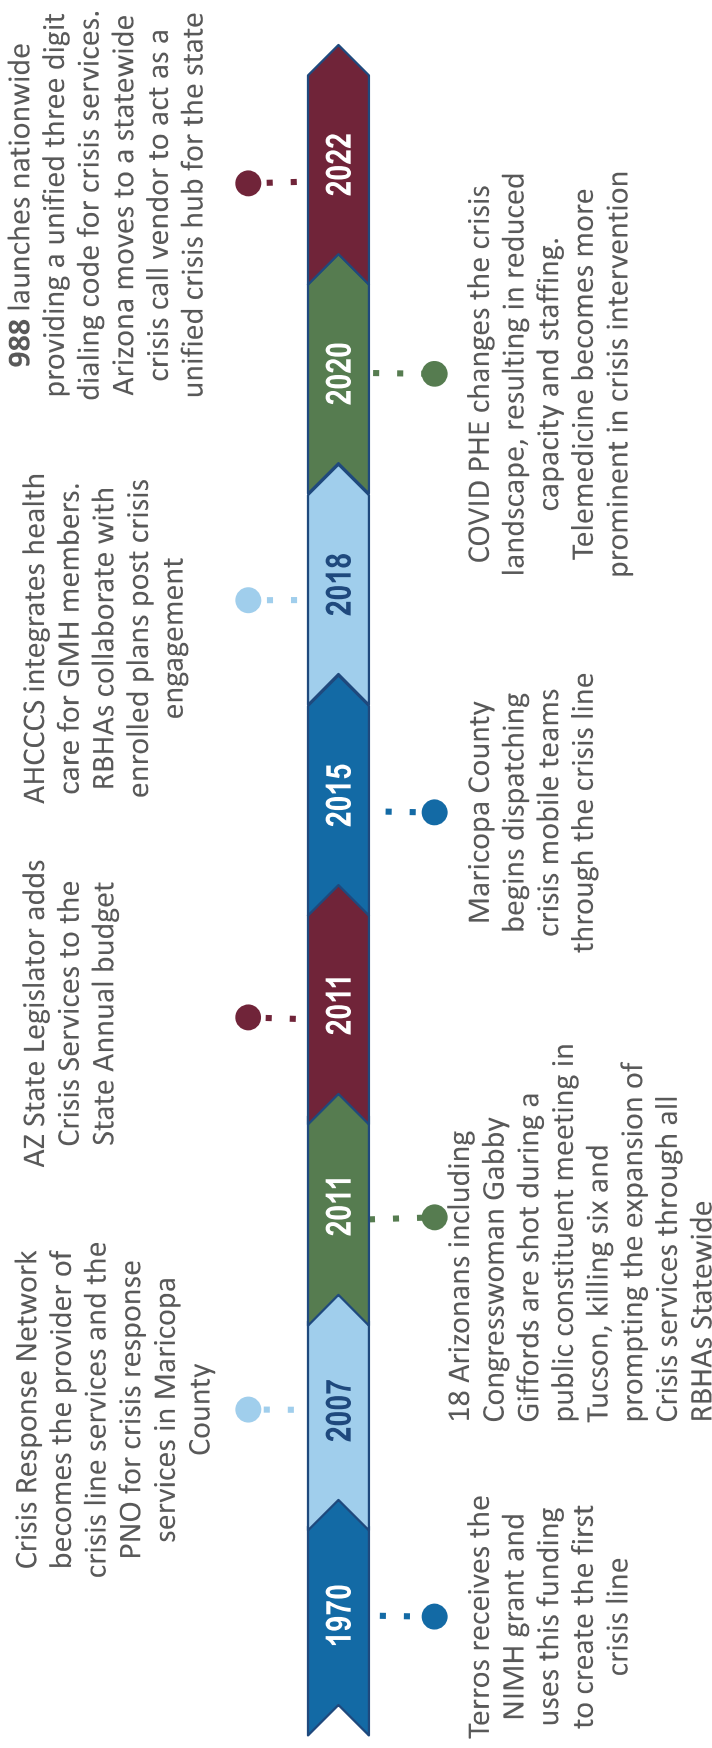 1970
Terros receives the
NIMH grant and
uses this funding
to create the first
crisis line
2007
Crisis Response Network
becomes the provider of
crisis line services and the
PNO for crisis response
services in Maricopa
County
2011
18 Arizonans including
Congresswoman Gabby
Giffords are shot during a
public constituent meeting in
Tucson, killing six and
prompting the expansion of
Crisis services through all
RBHAs Statewide
2011
AZ State Legislator adds
Crisis Services to the
State Annual budget
2015
Maricopa County
begins dispatching
crisis mobile teams
through the crisis line
2018
AHCCCS integrates health
care for GMH members.
RBHAs collaborate with
enrolled plans post crisis
engagement
2020
COVID PHE changes the crisis
landscape, resulting in reduced
capacity and staffing.
Telemedicine becomes more
prominent in crisis intervention
2022
988 launches nationwide
providing a unified three digit
dialing code for crisis services.
Arizona moves to a statewide
crisis call vendor to act as a
unified crisis hub for the state